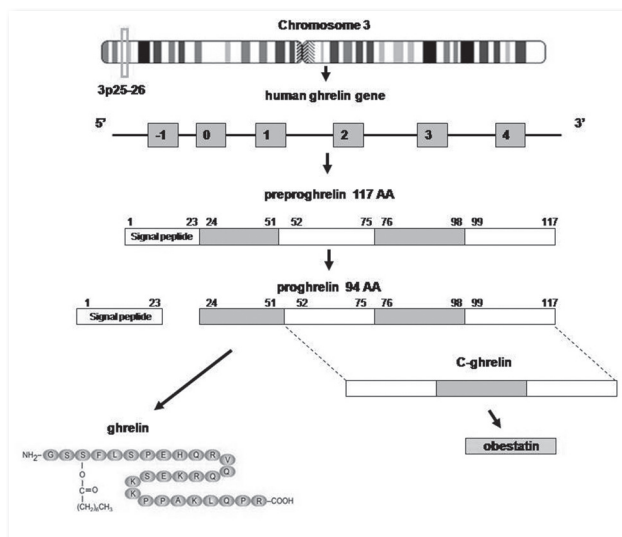 Chromosome 3
3p25-26
human ghrelin gene
5' 3'
-1 0 1 2 3 4
preproghrelin 117 AA
1 23 24 51 52 75 76 98 99 117
Signal peptide
proghrelin 94 AA
1 23 24 51 52 75 76 98 99 117
Signal peptide
C-ghrelin
ghrelin
obestatin
NH2-G S S F L S P E H Q R V
O
K S E K R Q Q
C=O
K P P A K L Q P R-COOH
(CH2)6CH3